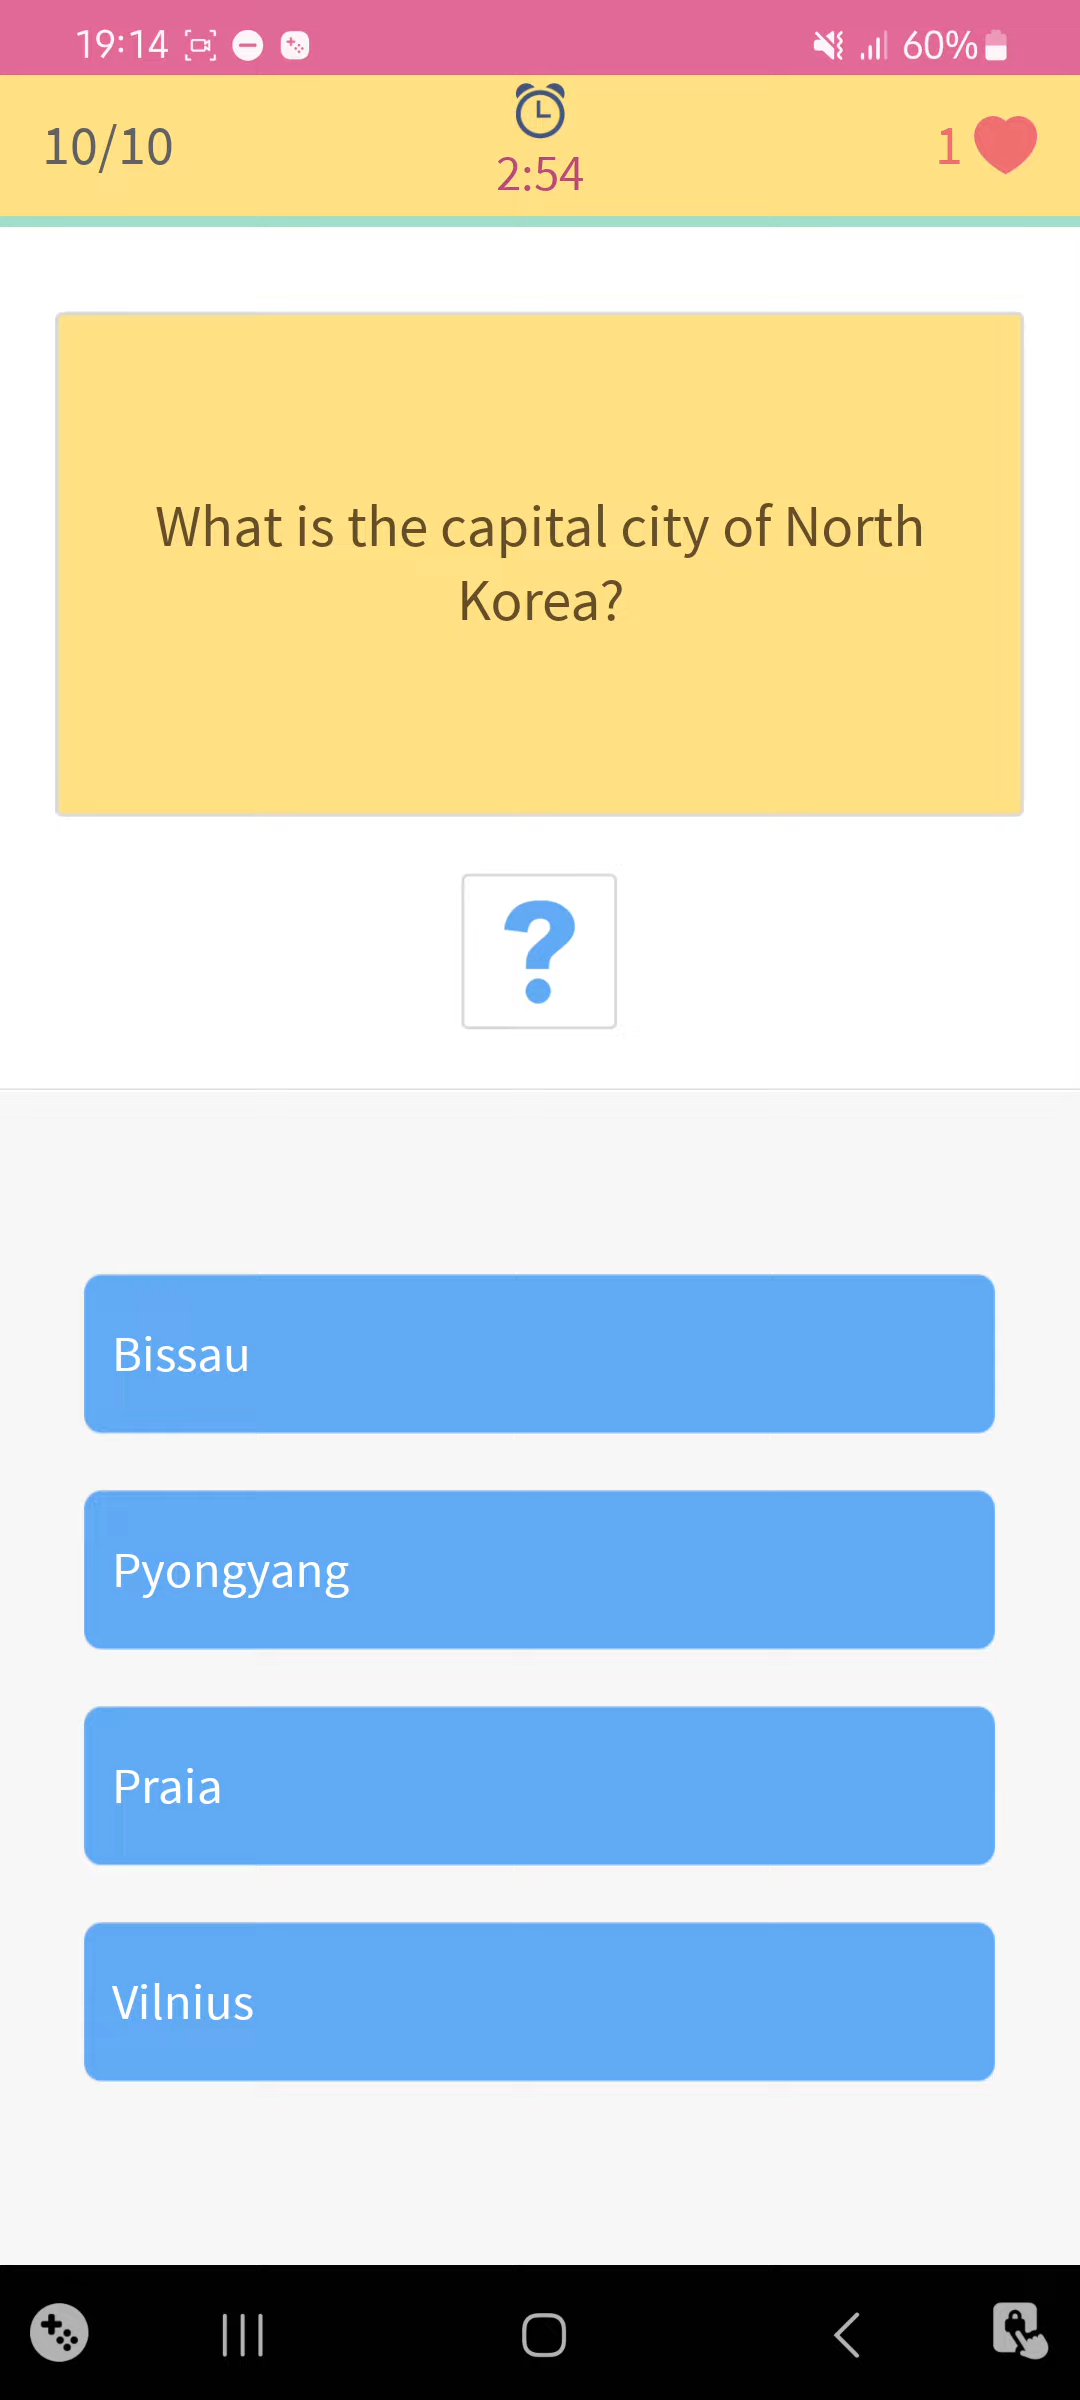 19:14
60%
10/10
2:54
1
What is the capital city of North
Korea?
?
Bissau
Pyongyang
Praia
Vilnius